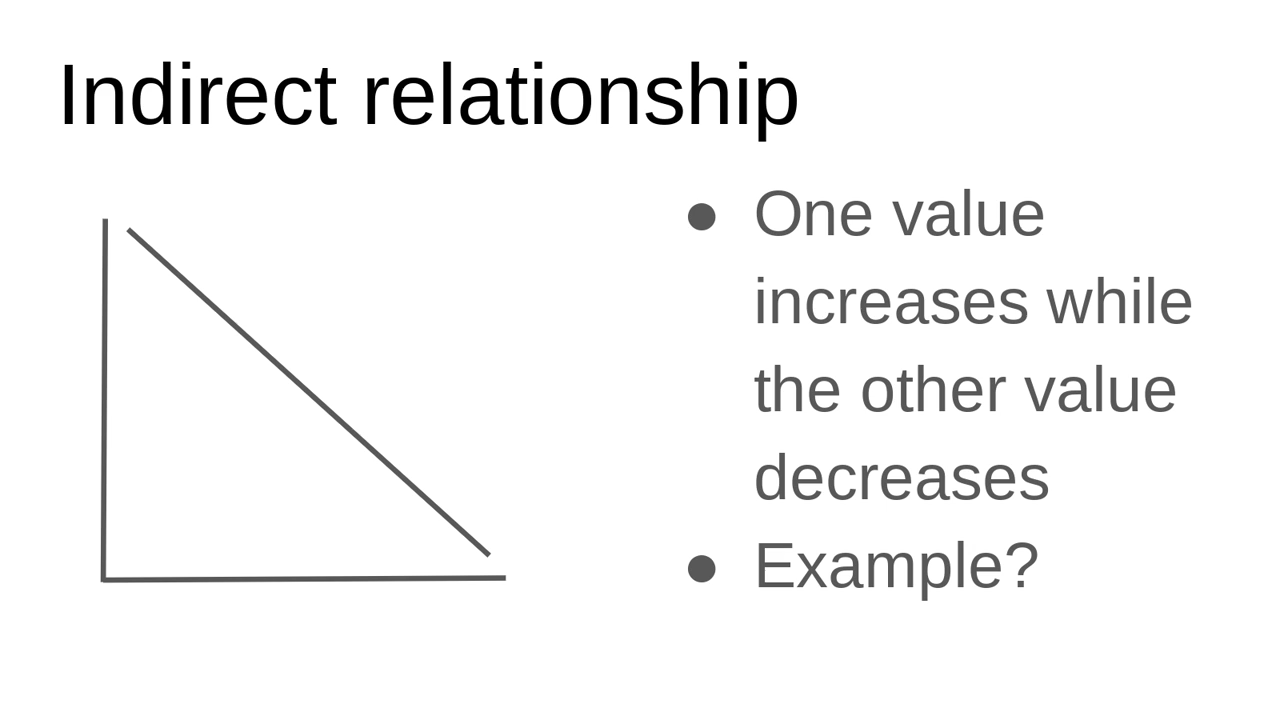 Indirect relationship
● One value
increases while
the other value
decreases
● Example?